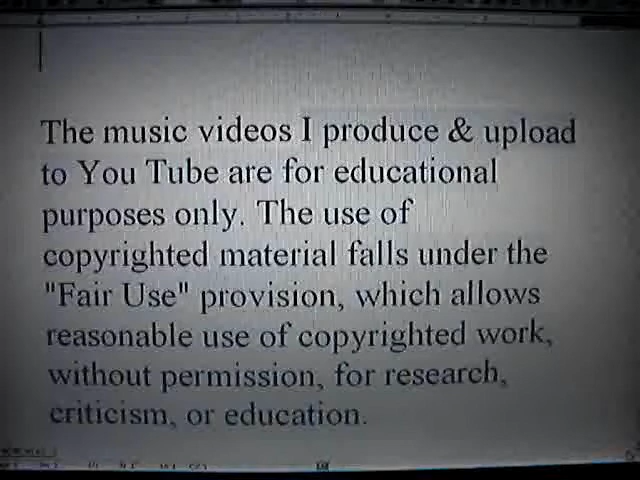 The music videos I produce & upload
to You Tube are for educational
purposes only. The use of
copyrighted material falls under the
"Fair Use" provision, which allows
reasonable use of copyrighted work,
without permission, for research,
criticism, or education.